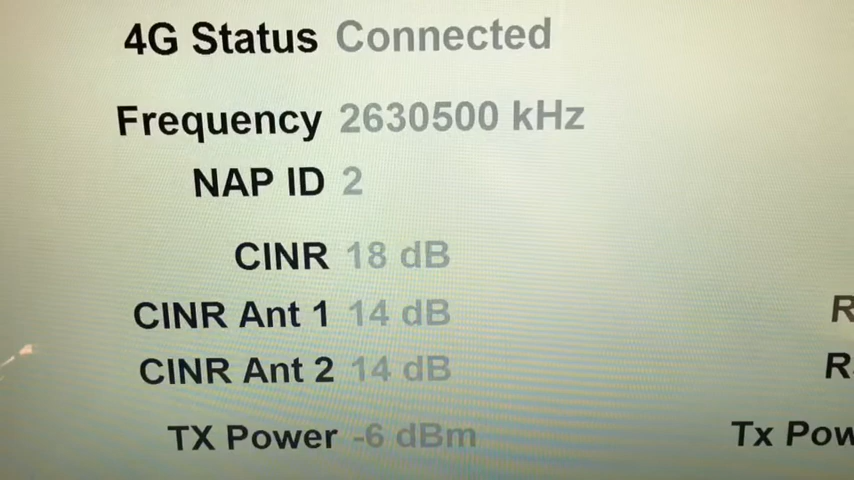 4G Status Connected
Frequency 2630500 kHz
NAP ID 2
CINR 18 dB
CINR Ant 1 14 dB
CINR Ant 2 14 dB
TX Power -6 dBm Tx Pow